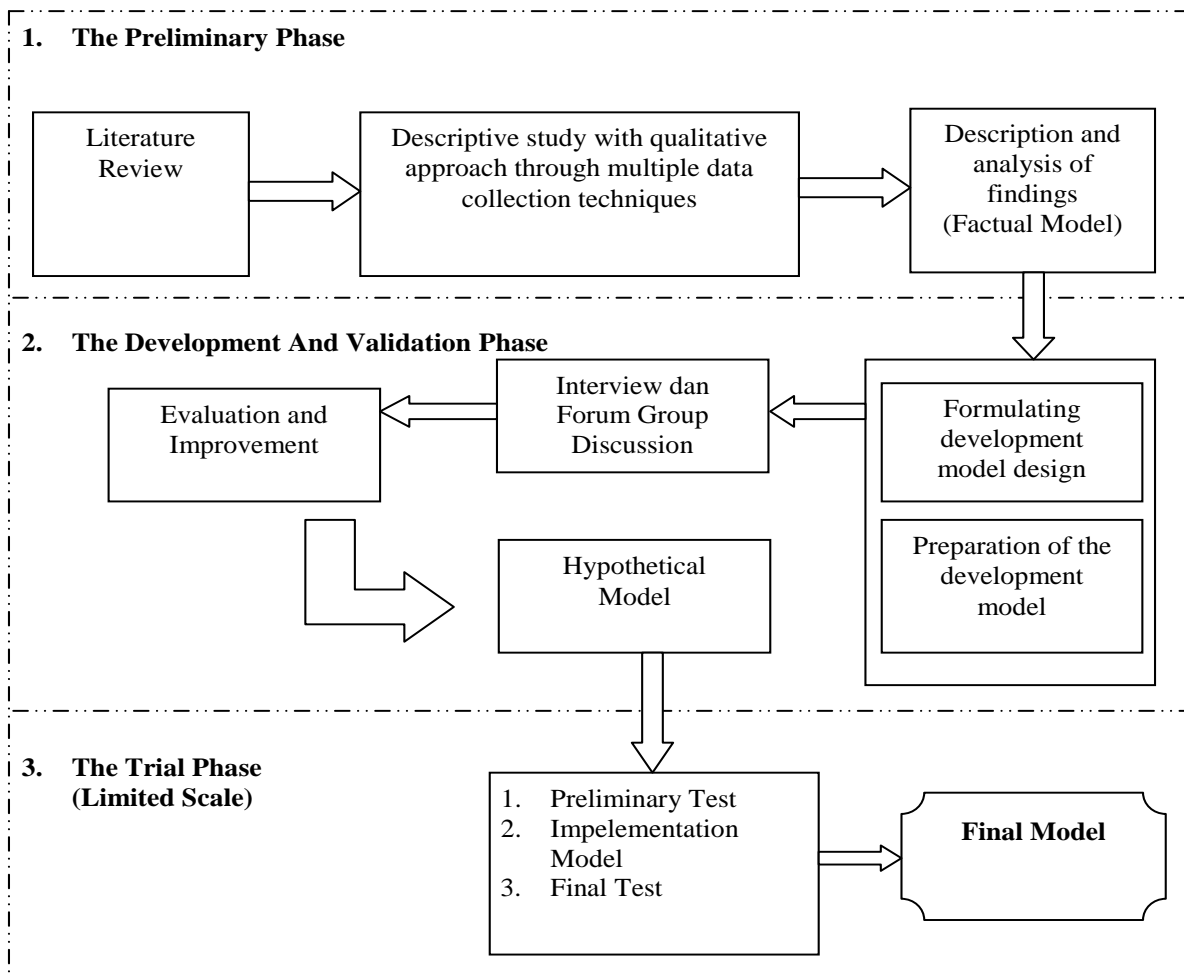 1. The Preliminary Phase
Literature
Review
Descriptive study with qualitative
approach through multiple data
collection techniques
Description and
analysis of
findings
(Factual Model)
2. The Development And Validation Phase
Formulating
development
model design
Preparation of the
development
model
Interview dan
Forum Group
Discussion
Evaluation and
Improvement
Hypothetical
Model
3. The Trial Phase
(Limited Scale)
1. Preliminary Test
2. Impelementation
Model
3. Final Test
Final Model